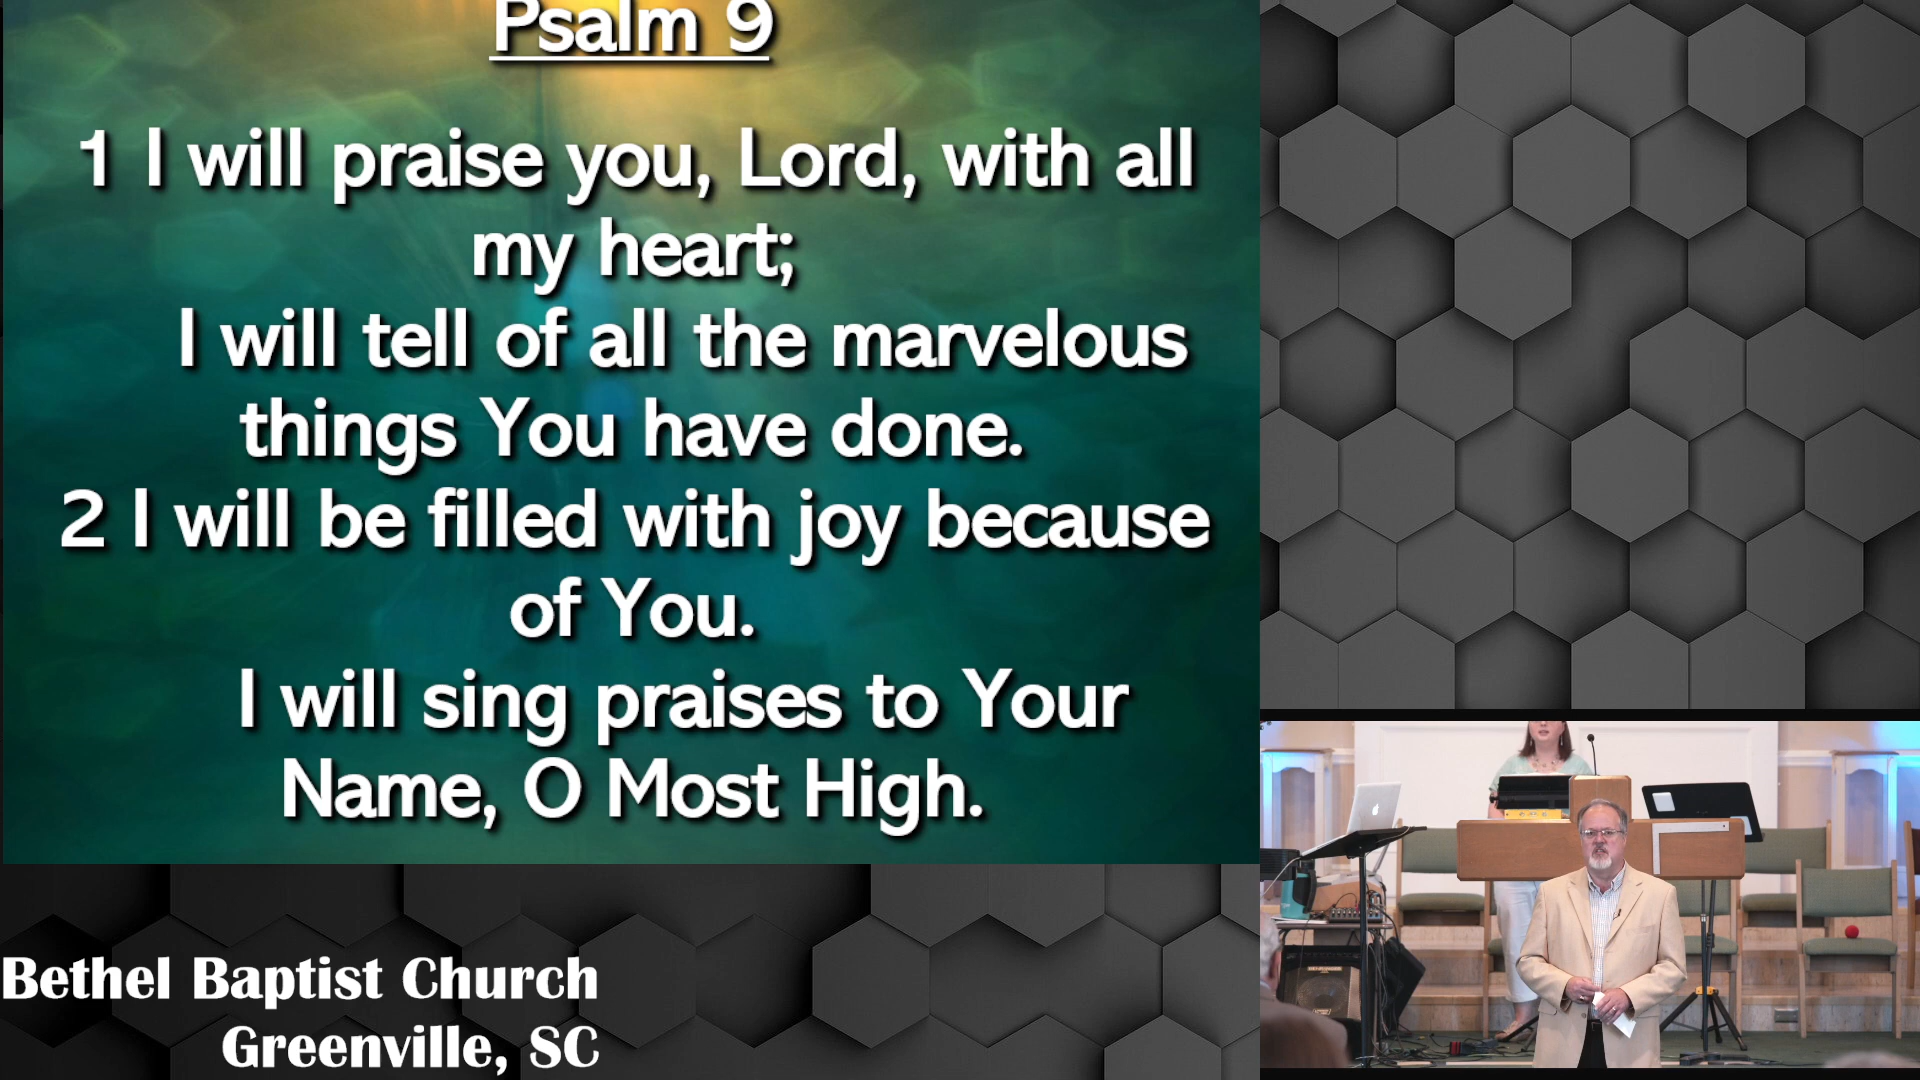 Psalm 9
1 I will praise you, Lord, with all
my heart;
I will tell of all the marvelous
things You have done.
2 I will be filled with joy because
of You.
I will sing praises to Your
Name, O Most High.
Bethel Baptist Church
Greenville, SC